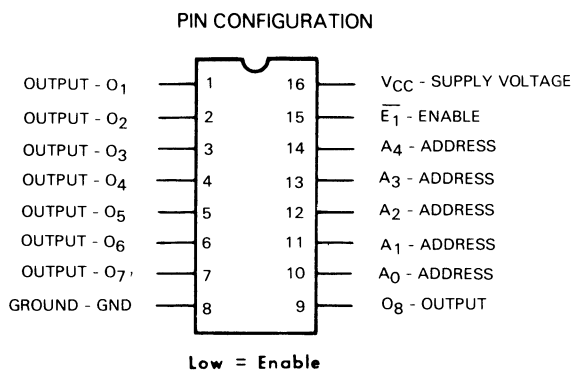 PIN CONFIGURATION
OUTPUT - O1 1 16 VCC - SUPPLY VOLTAGE
OUTPUT - O2 2 15 E1 - ENABLE
OUTPUT - O3 3 14 A4 - ADDRESS
OUTPUT - O4 4 13 A3 - ADDRESS
OUTPUT - O5 5 12 A2 - ADDRESS
OUTPUT - O6 6 11 A1 - ADDRESS
OUTPUT - O7 7 10 A0 - ADDRESS
GROUND - GND 8 9 O8 - OUTPUT
Low = Enable